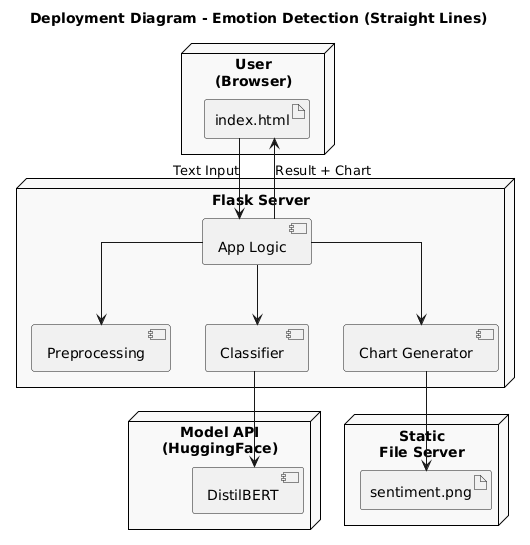 Deployment Diagram - Emotion Detection (Straight Lines)
User
(Browser)
index.html
Text Input
Result + Chart
Flask Server
App Logic
Preprocessing
Classifier
Chart Generator
Model API
(HuggingFace)
DistilBERT
Static
File Server
sentiment.png